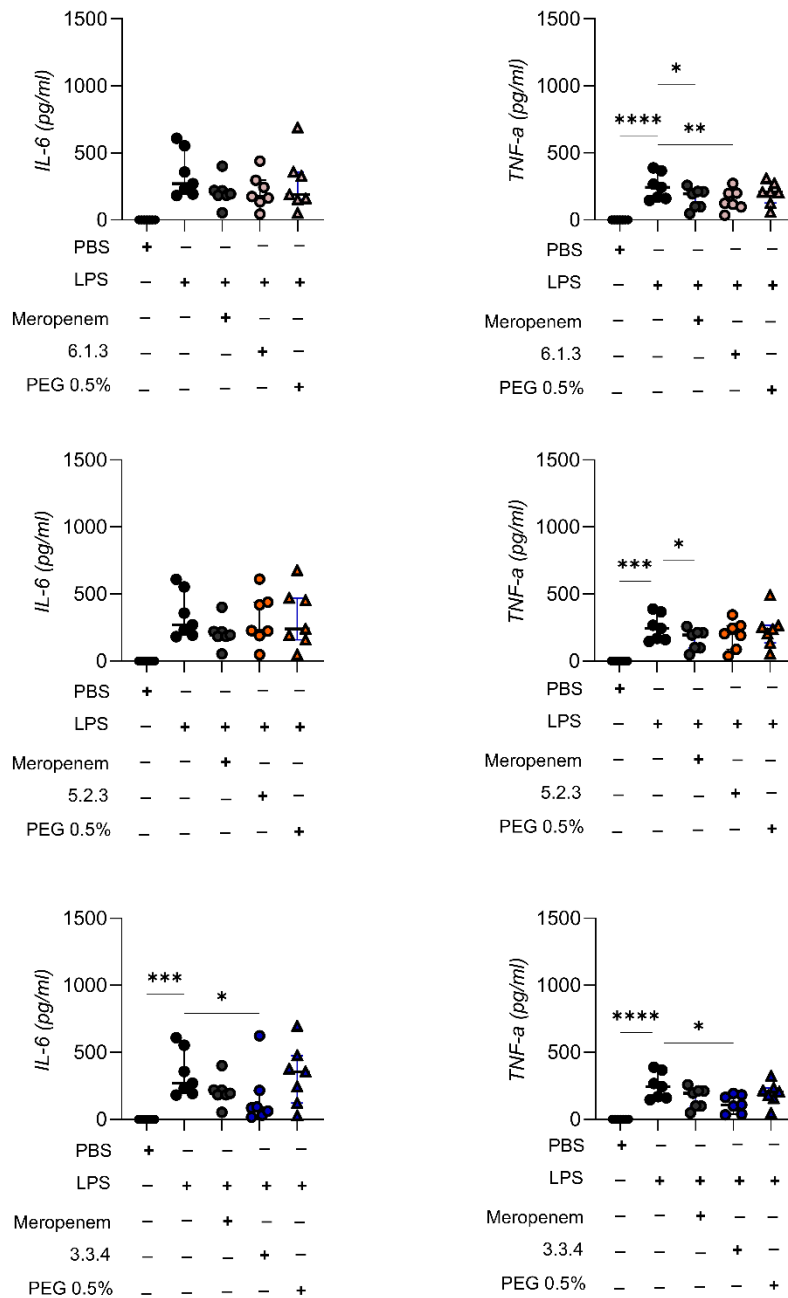 1500
1000
500
0
IL-6 (pg/ml)
PBS + – – – –
LPS – + + + +
Meropenem – – + – –
6.1.3 – – – + –
PEG 0.5% – – – – +
1500
1000
500
0
TNF-a (pg/ml)
*
**** **
PBS + – – – –
LPS – + + + +
Meropenem – – + – –
6.1.3 – – – + –
PEG 0.5% – – – – +
1500
1000
500
0
IL-6 (pg/ml)
PBS + – – – –
LPS – + + + +
Meropenem – – + – –
5.2.3 – – – + –
PEG 0.5% – – – – +
1500
1000
500
0
TNF-a (pg/ml)
*** *
PBS + – – – –
LPS – + + + +
Meropenem – – + – –
5.2.3 – – – + –
PEG 0.5% – – – – +
1500
1000
500
0
IL-6 (pg/ml)
*** *
PBS + – – – –
LPS – + + + +
Meropenem – – + – –
3.3.4 – – – + –
PEG 0.5% – – – – +
1500
1000
500
0
TNF-a (pg/ml)
**** *
PBS + – – – –
LPS – + + + +
Meropenem – – + – –
3.3.4 – – – + –
PEG 0.5% – – – – +